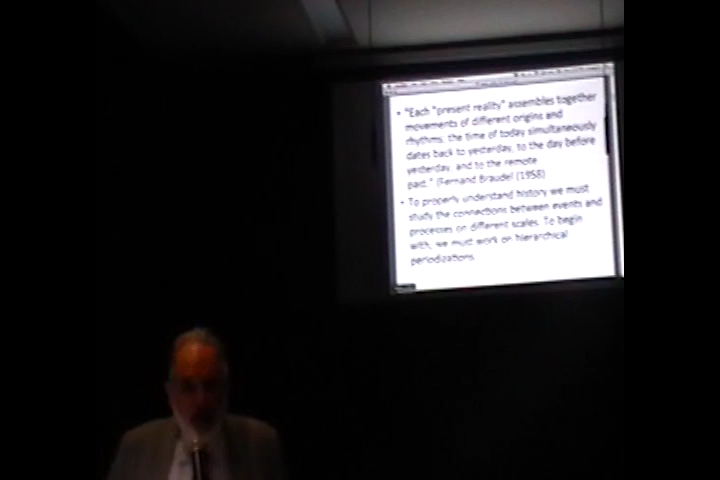 • "Each "present reality" assembles together
movements of different origins and
rhythms: the time of today simultaneously
dates back to yesterday, to the day before
yesterday, and to the remote
past." (Fernand Braudel (1958)
• To properly understand history we must
study the connections between events and
processes on different scales. To begin
with, we must work on hierarchical
periodizations.